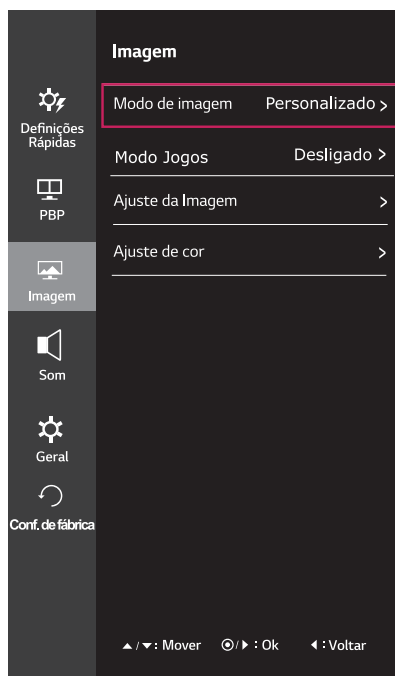 Imagem
Definições
Rápidas
PBP
Imagem
Som
Geral
Conf. de fábrica
Modo de imagem Personalizado >
Modo Jogos Desligado >
Ajuste da Imagem >
Ajuste de cor >
▲ / ▼ : Mover ◉ / ▶ : Ok ◀ : Voltar